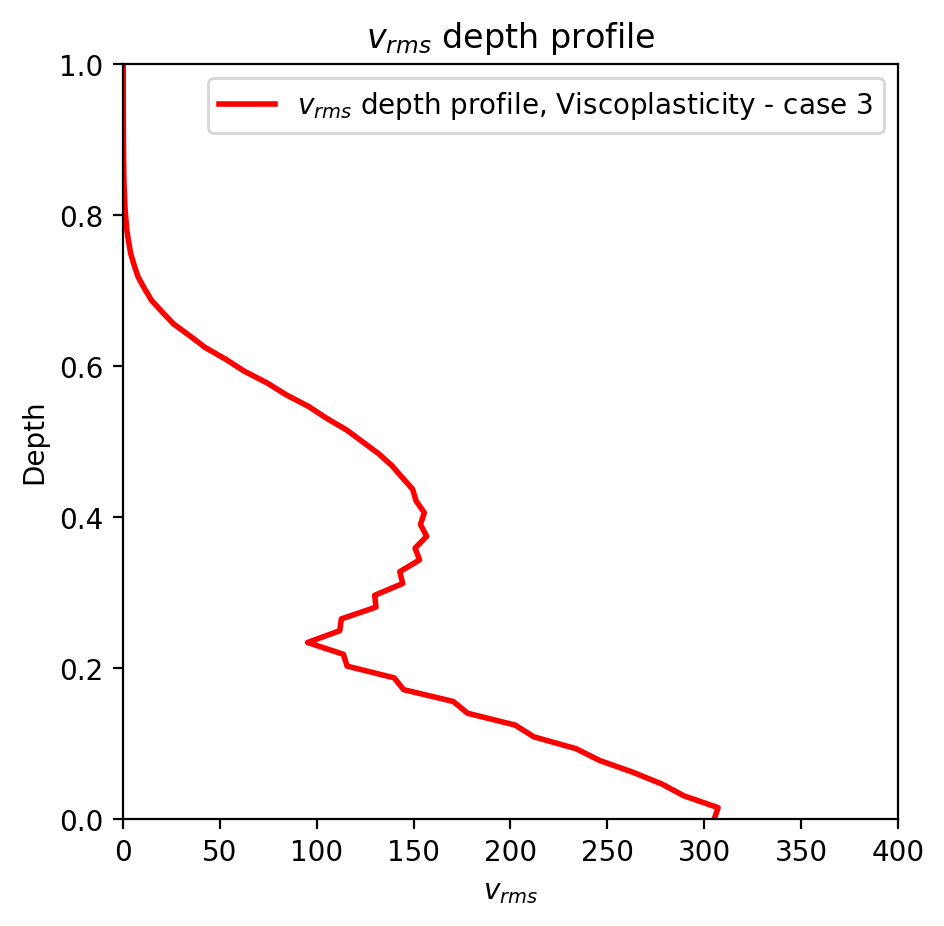 v_rms depth profile
v_rms depth profile, Viscoplasticity - case 3
1.0
0.8
0.6
0.4
0.2
0.0
Depth
0 50 100 150 200 250 300 350 400
v_rms